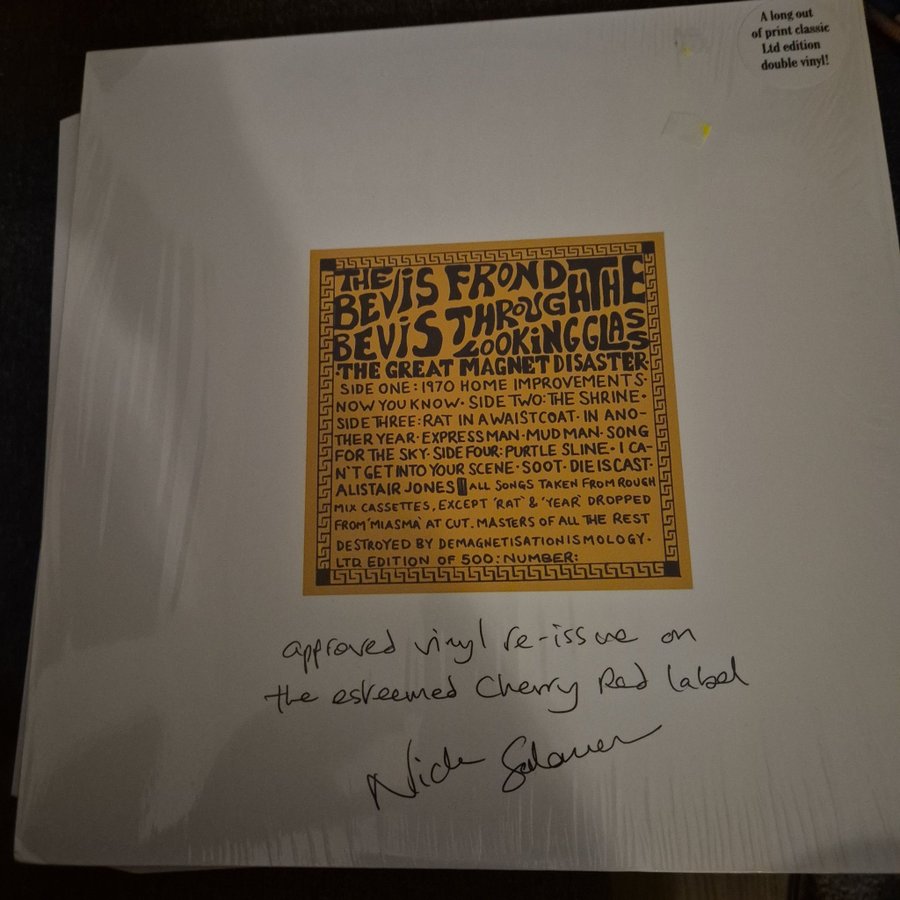 A long out
of print classic
Ltd edition
double vinyl!
THE BEVIS FROND
BEVIS THROUGH THE
LOOKING GLASS
·THE GREAT MAGNET DISASTER·
SIDE ONE: 1970 HOME IMPROVEMENTS·
NOW YOU KNOW· SIDE TWO: THE SHRINE·
SIDE THREE: RAT IN A WAISTCOAT· IN ANO-
THER YEAR· EXPRESS MAN· MUD MAN· SONG
FOR THE SKY· SIDE FOUR: PURTLE SLINE· I CA-
N'T GET INTO YOUR SCENE· SOOT· DIE IS CAST·
ALISTAIR JONES ALL SONGS TAKEN FROM ROUGH
MIX CASSETTES, EXCEPT 'RAT' & 'YEAR' DROPPED
FROM 'MIASMA' AT CUT. MASTERS OF ALL THE REST
DESTROYED BY DEMAGNETISATIONISMOLOGY·
LTD EDITION OF 500: NUMBER:
approved vinyl re-issue on
the esteemed Cherry Red label
Nick Saloman